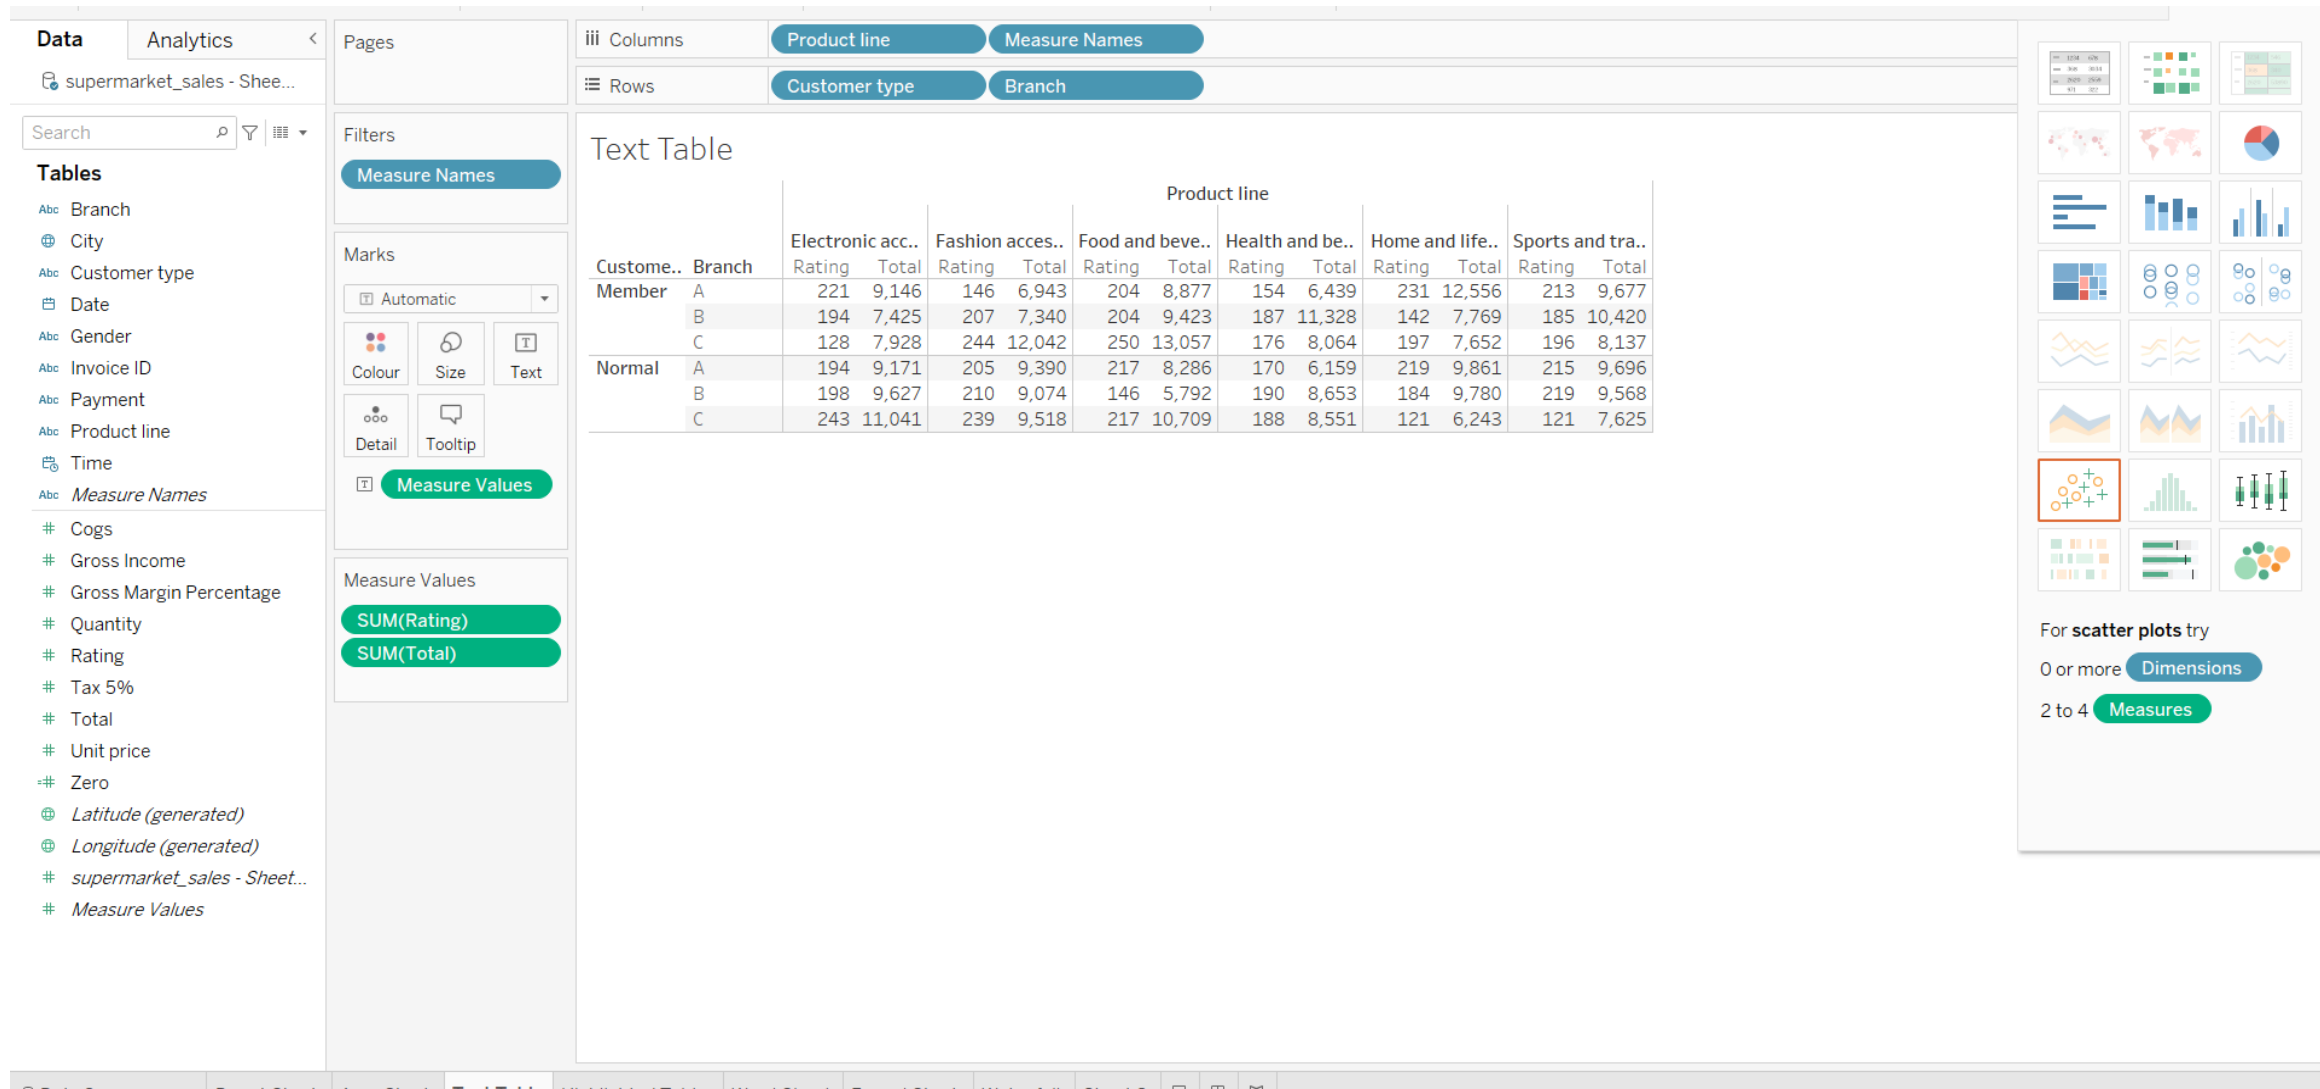 Data Analytics
supermarket_sales - Shee...
Search
Tables
Abc Branch
City
Abc Customer type
Date
Abc Gender
Abc Invoice ID
Abc Payment
Abc Product line
Time
Abc Measure Names
# Cogs
# Gross Income
# Gross Margin Percentage
# Quantity
# Rating
# Tax 5%
# Total
# Unit price
=# Zero
Latitude (generated)
Longitude (generated)
# supermarket_sales - Sheet...
# Measure Values
Pages
Filters
Measure Names
Marks
T Automatic
Colour Size T Text
Detail Tooltip
T Measure Values
Measure Values
SUM(Rating)
SUM(Total)
iii Columns Product line Measure Names
Rows Customer type Branch
Text Table
Product line
Electronic acc.. Fashion acces.. Food and beve.. Health and be.. Home and life.. Sports and tra..
Custome.. Branch Rating Total Rating Total Rating Total Rating Total Rating Total Rating Total
Member A 221 9,146 146 6,943 204 8,877 154 6,439 231 12,556 213 9,677
B 194 7,425 207 7,340 204 9,423 187 11,328 142 7,769 185 10,420
C 128 7,928 244 12,042 250 13,057 176 8,064 197 7,652 196 8,137
Normal A 194 9,171 205 9,390 217 8,286 170 6,159 219 9,861 215 9,696
B 198 9,627 210 9,074 146 5,792 190 8,653 184 9,780 219 9,568
C 243 11,041 239 9,518 217 10,709 188 8,551 121 6,243 121 7,625
For scatter plots try
0 or more Dimensions
2 to 4 Measures